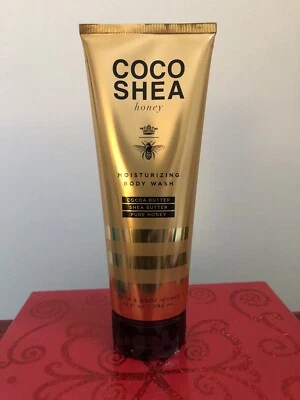 COCO
SHEA
honey
MOISTURIZING
BODY WASH
COCOA BUTTER
SHEA BUTTER
PURE HONEY